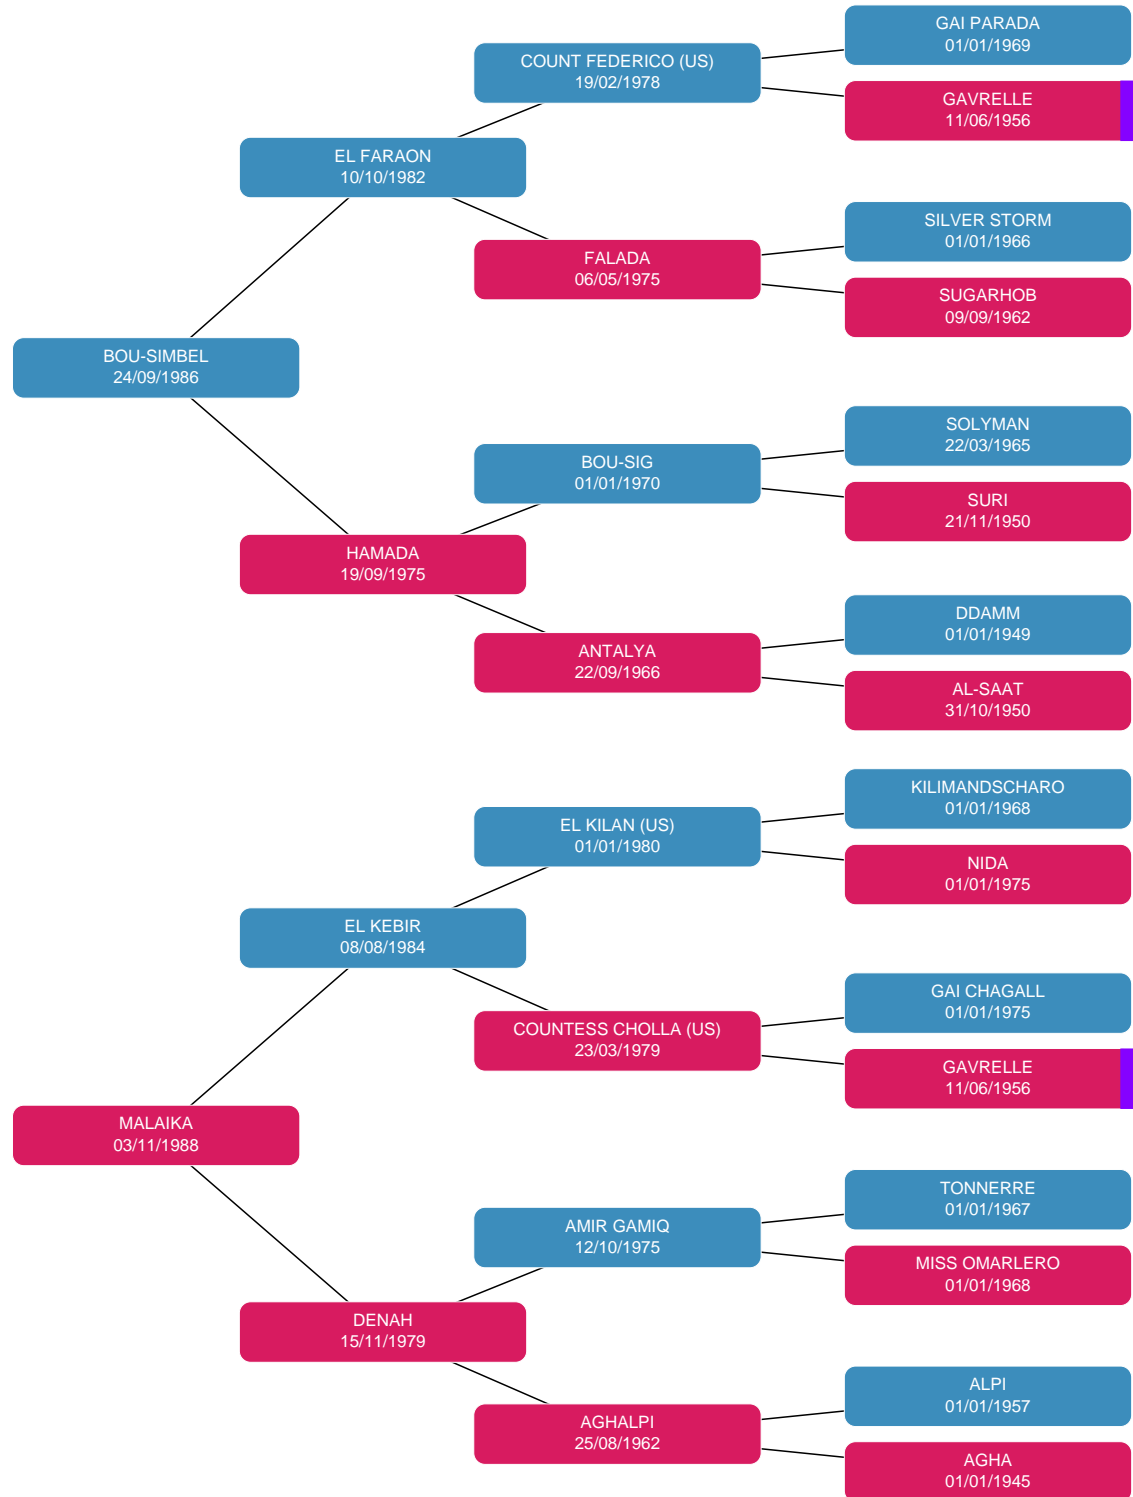 GAI PARADA
01/01/1969
COUNT FEDERICO (US)
19/02/1978
GAVRELLE
11/06/1956
EL FARAON
10/10/1982
SILVER STORM
01/01/1966
FALADA
06/05/1975
SUGARHOB
09/09/1962
BOU-SIMBEL
24/09/1986
SOLYMAN
22/03/1965
BOU-SIG
01/01/1970
SURI
21/11/1950
HAMADA
19/09/1975
DDAMM
01/01/1949
ANTALYA
22/09/1966
AL-SAAT
31/10/1950
KILIMANDSCHARO
01/01/1968
EL KILAN (US)
01/01/1980
NIDA
01/01/1975
EL KEBIR
08/08/1984
GAI CHAGALL
01/01/1975
COUNTESS CHOLLA (US)
23/03/1979
GAVRELLE
11/06/1956
MALAIKA
03/11/1988
TONNERRE
01/01/1967
AMIR GAMIQ
12/10/1975
MISS OMARLERO
01/01/1968
DENAH
15/11/1979
ALPI
01/01/1957
AGHALPI
25/08/1962
AGHA
01/01/1945